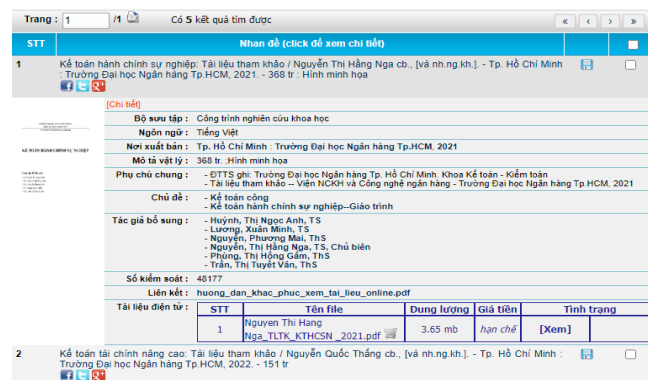 Trang : 1 /1 Có 5 kết quả tìm được « ‹ › »
STT Nhan đề (click để xem chi tiết)
1 Kế toán hành chính sự nghiệp: Tài liệu tham khảo / Nguyễn Thị Hằng Nga cb., [và nh.ng.kh.]. - Tp. Hồ Chí Minh
: Trường Đại học Ngân hàng Tp.HCM, 2021. - 368 tr : Hình minh họa
[Chi tiết]
Bộ sưu tập : Công trình nghiên cứu khoa học
Ngôn ngữ : Tiếng Việt
Nơi xuất bản : Tp. Hồ Chí Minh : Trường Đại học Ngân hàng Tp.HCM, 2021
Mô tả vật lý : 368 tr. ;Hình minh họa
Phụ chú chung : - ĐTTS ghi: Trường Đại học Ngân hàng Tp. Hồ Chí Minh. Khoa Kế toán - Kiểm toán
- Tài liệu tham khảo -- Viện NCKH và Công nghệ ngân hàng - Trường Đại học Ngân hàng Tp.HCM, 2021
Chủ đề : - Kế toán công
- Kế toán hành chính sự nghiệp--Giáo trình
Tác giả bổ sung : - Huỳnh, Thị Ngọc Anh, TS
- Lương, Xuân Minh, TS
- Nguyễn, Phương Mai, ThS
- Nguyễn, Thị Hằng Nga, TS, Chủ biên
- Phùng, Thị Hồng Gấm, ThS
- Trần, Thị Tuyết Vân, ThS
Số kiểm soát : 48177
Liên kết : huong_dan_khac_phuc_xem_tai_lieu_online.pdf
Tài liệu điện tử :
STT Tên file Dung lượng Giá tiền Tình trạng
1 Nguyen Thi Hang
Nga_TLTK_KTHCSN _2021.pdf 3.65 mb hạn chế [Xem]
KẾ TOÁN HÀNH CHÍNH SỰ NGHIỆP
2 Kế toán tài chính nâng cao: Tài liệu tham khảo / Nguyễn Quốc Thắng cb., [và nh.ng.kh.]. - Tp. Hồ Chí Minh :
Trường Đại học Ngân hàng Tp.HCM, 2022. - 151 tr